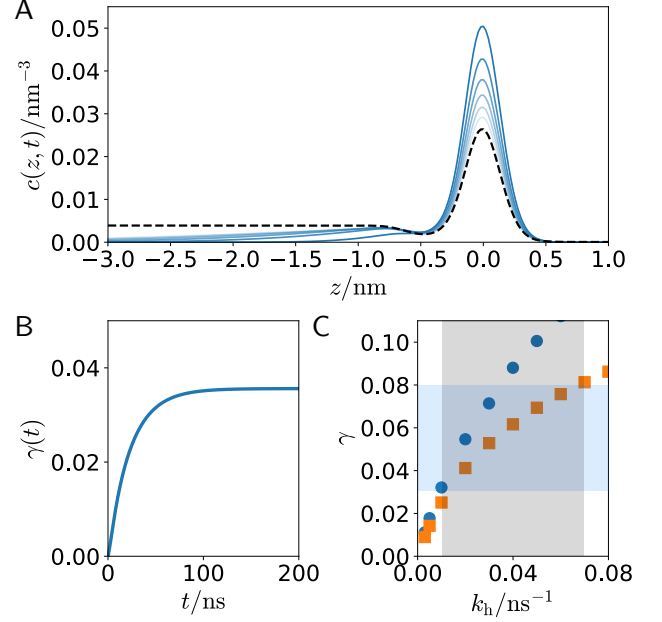 A
c(z, t)/nm⁻³
0.05
0.04
0.03
0.02
0.01
0.00
−3.0 −2.5 −2.0 −1.5 −1.0 −0.5 0.0 0.5 1.0
z/nm
B
γ(t)
0.04
0.02
0.00
0 100 200
t/ns
C
γ
0.10
0.08
0.06
0.04
0.02
0.00
0.00 0.04 0.08
k_h/ns⁻¹